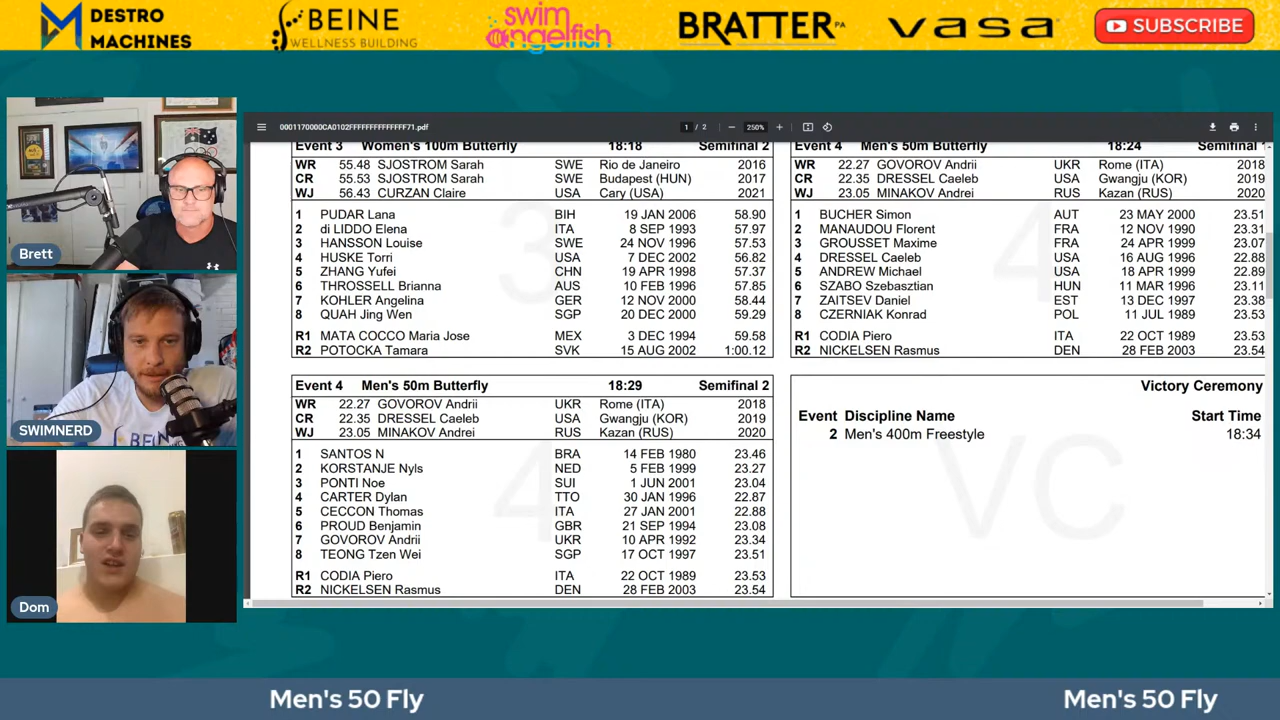 DESTRO
MACHINES
BEINE
WELLNESS BUILDING
swim
angelfish
BRATTER PA
vasa
SUBSCRIBE
0001170000CA0102FFFFFFFFFFFFFF71.pdf
1 / 2
250%
Event 3 Women's 100m Butterfly 18:18 Semifinal 2
WR 55.48 SJOSTROM Sarah SWE Rio de Janeiro 2016
CR 55.53 SJOSTROM Sarah SWE Budapest (HUN) 2017
WJ 56.43 CURZAN Claire USA Cary (USA) 2021
1 PUDAR Lana BIH 19 JAN 2006 58.90
2 di LIDDO Elena ITA 8 SEP 1993 57.97
3 HANSSON Louise SWE 24 NOV 1996 57.53
4 HUSKE Torri USA 7 DEC 2002 56.82
5 ZHANG Yufei CHN 19 APR 1998 57.37
6 THROSSELL Brianna AUS 10 FEB 1996 57.85
7 KOHLER Angelina GER 12 NOV 2000 58.44
8 QUAH Jing Wen SGP 20 DEC 2000 59.29
R1 MATA COCCO Maria Jose MEX 3 DEC 1994 59.58
R2 POTOCKA Tamara SVK 15 AUG 2002 1:00.12
Event 4 Men's 50m Butterfly 18:24 Semifinal
WR 22.27 GOVOROV Andrii UKR Rome (ITA) 2018
CR 22.35 DRESSEL Caeleb USA Gwangju (KOR) 2019
WJ 23.05 MINAKOV Andrei RUS Kazan (RUS) 2020
1 BUCHER Simon AUT 23 MAY 2000 23.51
2 MANAUDOU Florent FRA 12 NOV 1990 23.31
3 GROUSSET Maxime FRA 24 APR 1999 23.07
4 DRESSEL Caeleb USA 16 AUG 1996 22.88
5 ANDREW Michael USA 18 APR 1999 22.89
6 SZABO Szebasztian HUN 11 MAR 1996 23.11
7 ZAITSEV Daniel EST 13 DEC 1997 23.38
8 CZERNIAK Konrad POL 11 JUL 1989 23.53
R1 CODIA Piero ITA 22 OCT 1989 23.53
R2 NICKELSEN Rasmus DEN 28 FEB 2003 23.54
Event 4 Men's 50m Butterfly 18:29 Semifinal 2
WR 22.27 GOVOROV Andrii UKR Rome (ITA) 2018
CR 22.35 DRESSEL Caeleb USA Gwangju (KOR) 2019
WJ 23.05 MINAKOV Andrei RUS Kazan (RUS) 2020
1 SANTOS N BRA 14 FEB 1980 23.46
2 KORSTANJE Nyls NED 5 FEB 1999 23.27
3 PONTI Noe SUI 1 JUN 2001 23.04
4 CARTER Dylan TTO 30 JAN 1996 22.87
5 CECCON Thomas ITA 27 JAN 2001 22.88
6 PROUD Benjamin GBR 21 SEP 1994 23.08
7 GOVOROV Andrii UKR 10 APR 1992 23.34
8 TEONG Tzen Wei SGP 17 OCT 1997 23.51
R1 CODIA Piero ITA 22 OCT 1989 23.53
R2 NICKELSEN Rasmus DEN 28 FEB 2003 23.54
Victory Ceremony
Event Discipline Name Start Time
2 Men's 400m Freestyle 18:34
3
4
4
VC
Brett
SWIMNERD
Dom
Men's 50 Fly
Men's 50 Fly